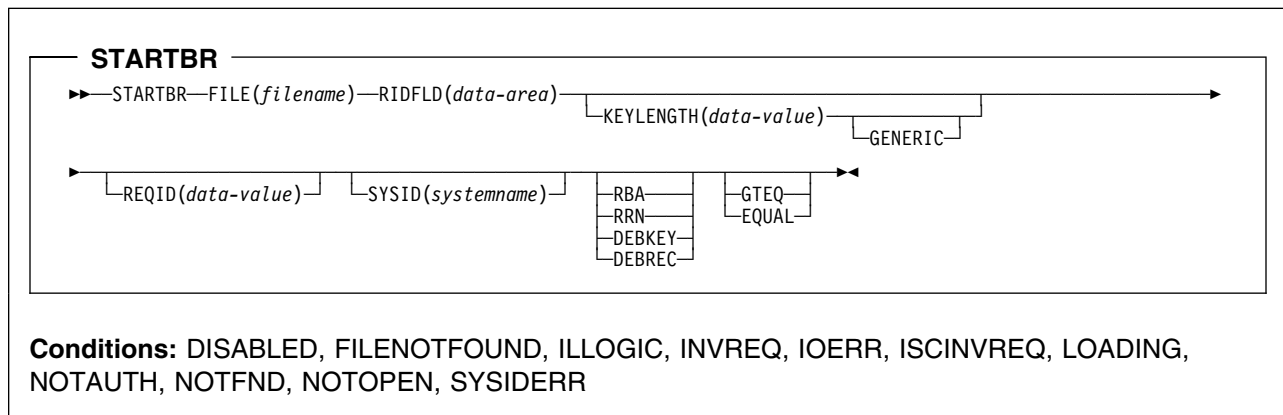 STARTBR
STARTBR FILE(filename) RIDFLD(data-area)
KEYLENGTH(data-value)
GENERIC
REQID(data-value) SYSID(systemname) RBA GTEQ
RRN EQUAL
DEBKEY
DEBREC
Conditions: DISABLED, FILENOTFOUND, ILLOGIC, INVREQ, IOERR, ISCINVREQ, LOADING,
NOTAUTH, NOTFND, NOTOPEN, SYSIDERR